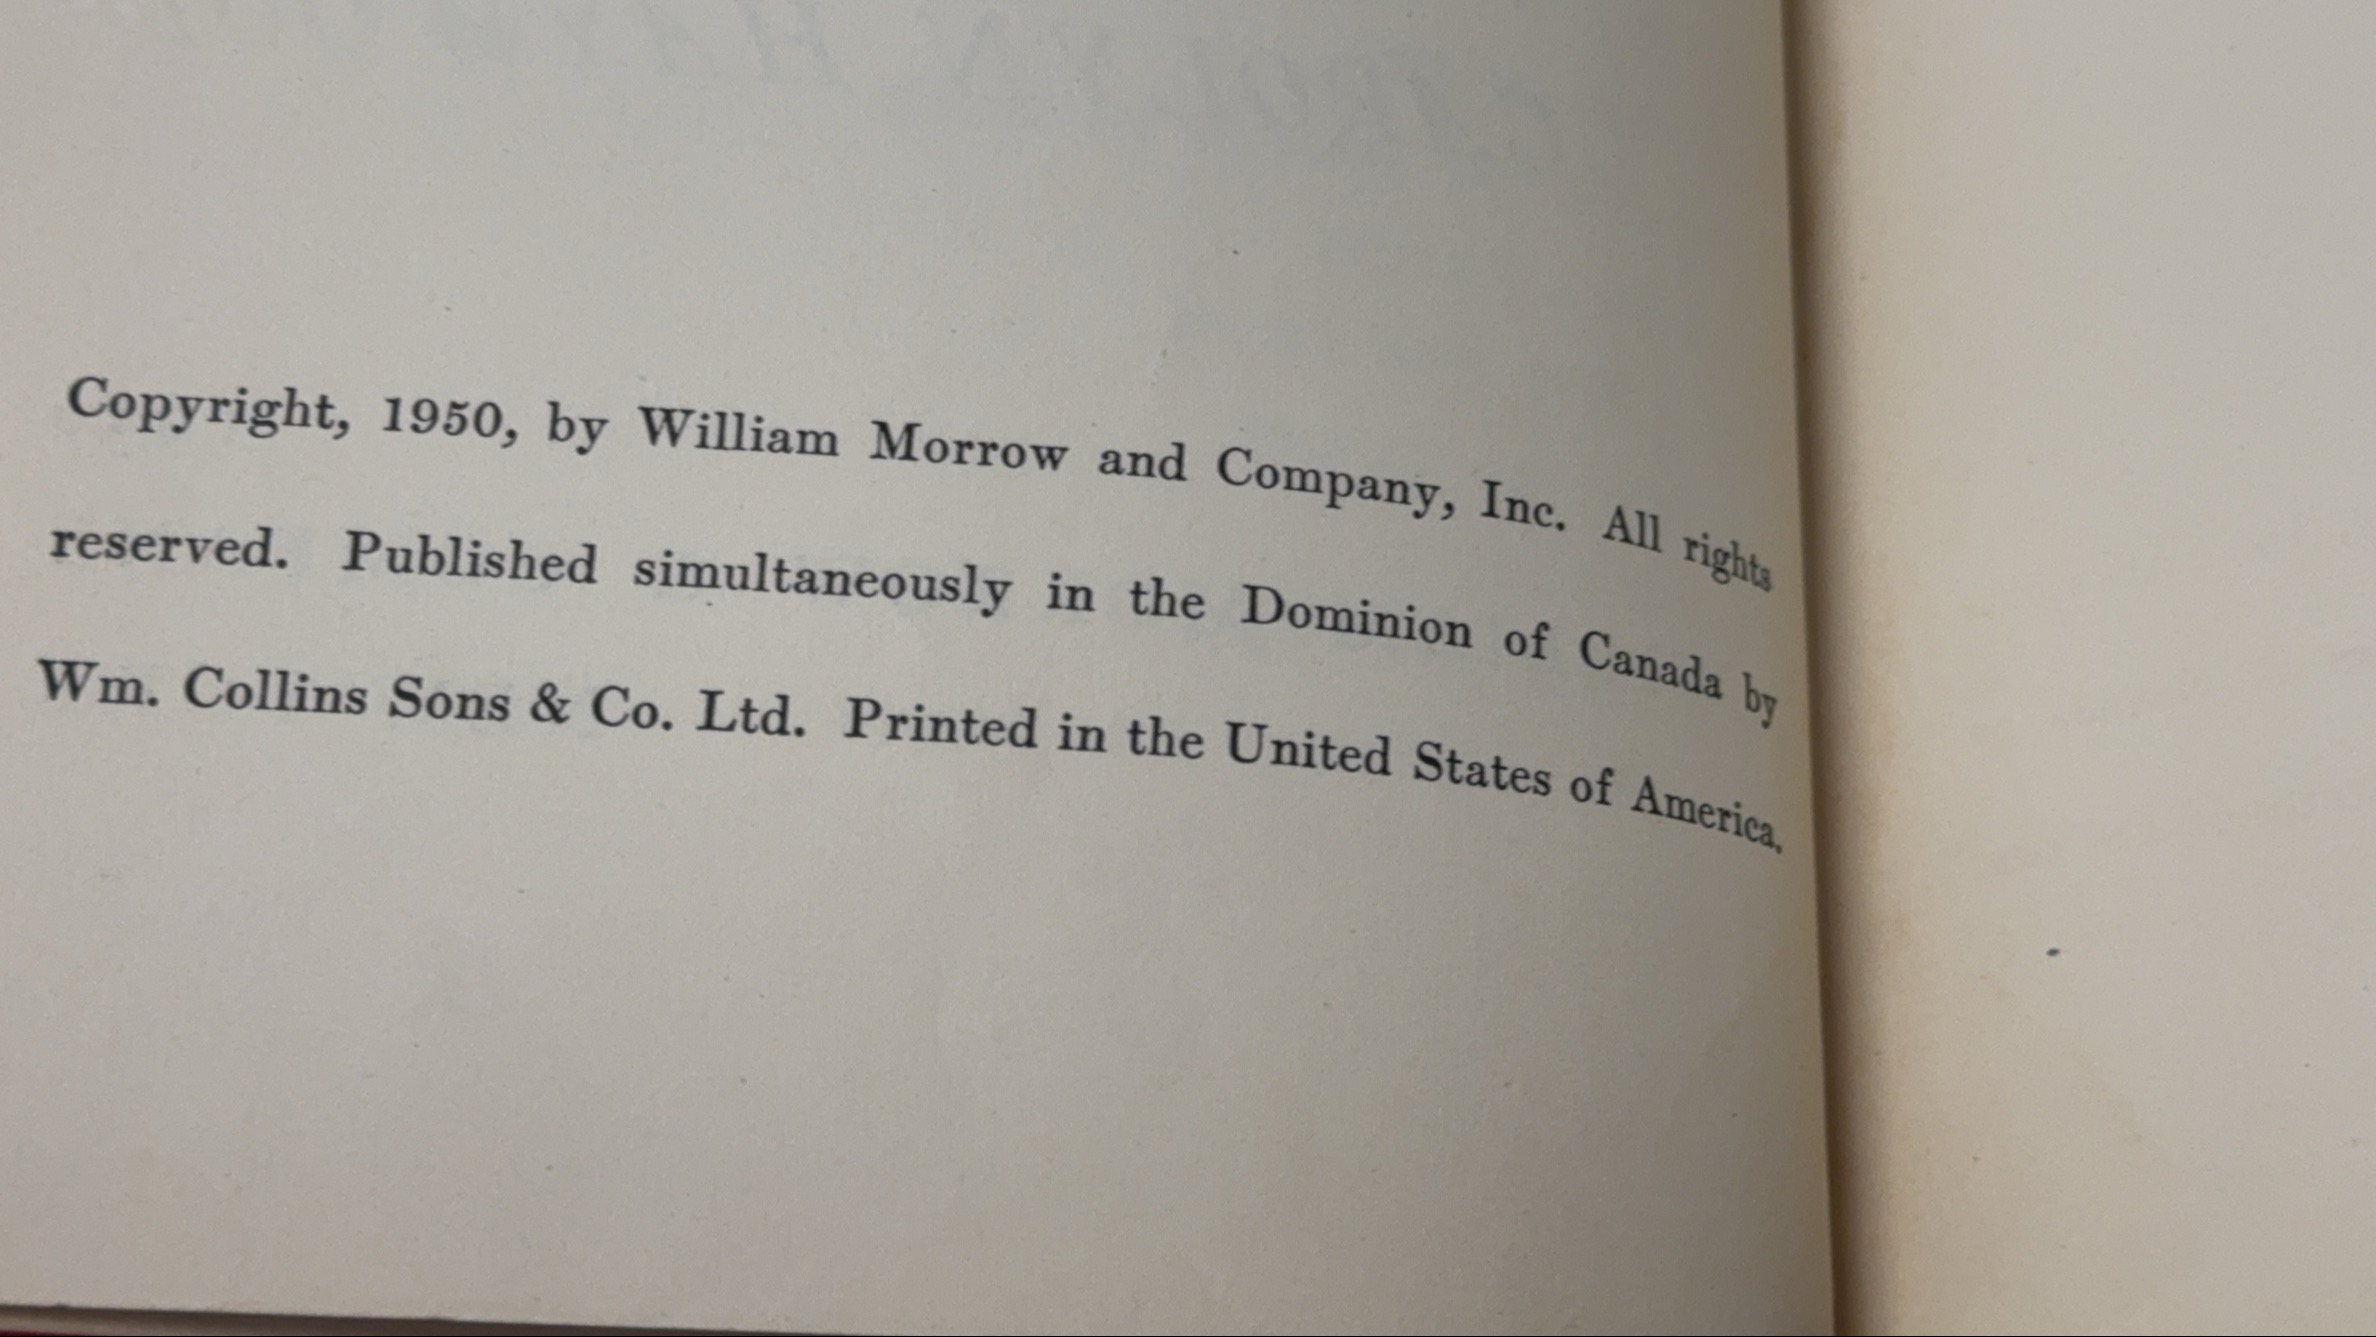 Copyright, 1950, by William Morrow and Company, Inc. All rights
reserved. Published simultaneously in the Dominion of Canada by
Wm. Collins Sons & Co. Ltd. Printed in the United States of America.